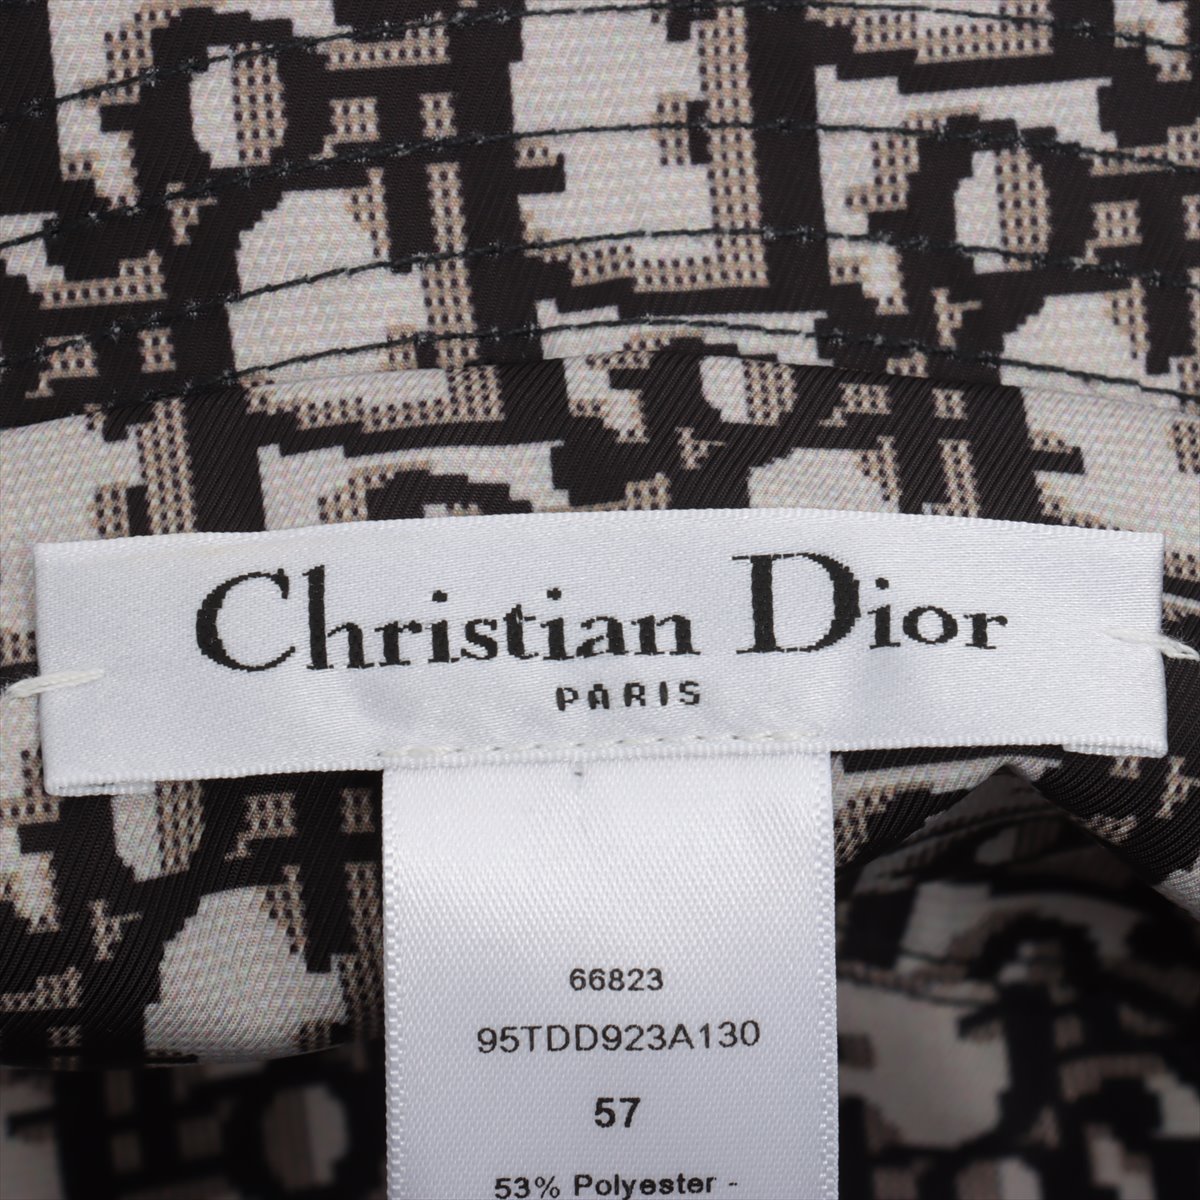 Christian Dior
PARIS
66823
95TDD923A130
57
53% Polyester -